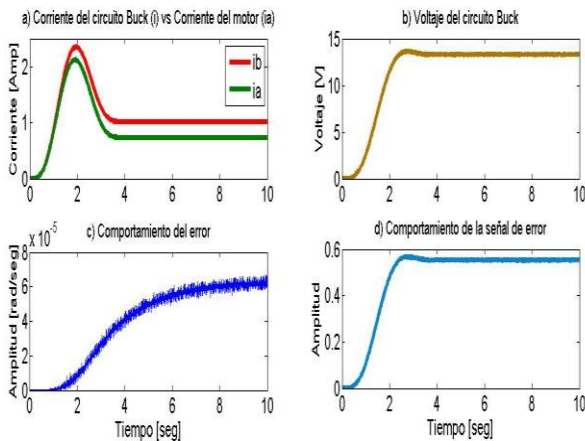 a) Corriente del circuito Buck (i) vs Corriente del motor (ia)
Corriente [Amp]
2
1
0
ib
ia
0 2 4 6 8 10
b) Voltaje del circuito Buck
Voltaje [V]
15
10
5
0
0 2 4 6 8 10
c) Comportamiento del error
x 10⁻⁵
Amplitud [rad/seg]
8
6
4
2
0
0 2 4 6 8 10
Tiempo [seg]
d) Comportamiento de la señal de error
Amplitud
0.6
0.4
0.2
0
0 2 4 6 8 10
Tiempo [seg]